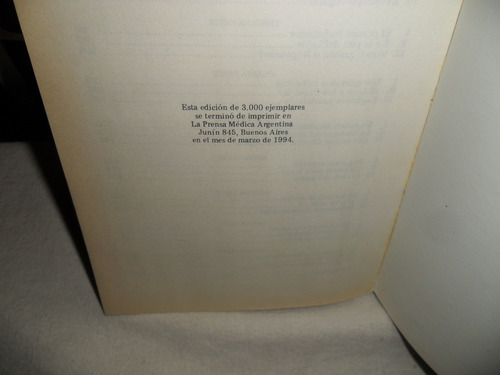 Esta edición de 3.000 ejemplares
se terminó de imprimir en
La Prensa Médica Argentina
Junín 845, Buenos Aires
en el mes de marzo de 1994.